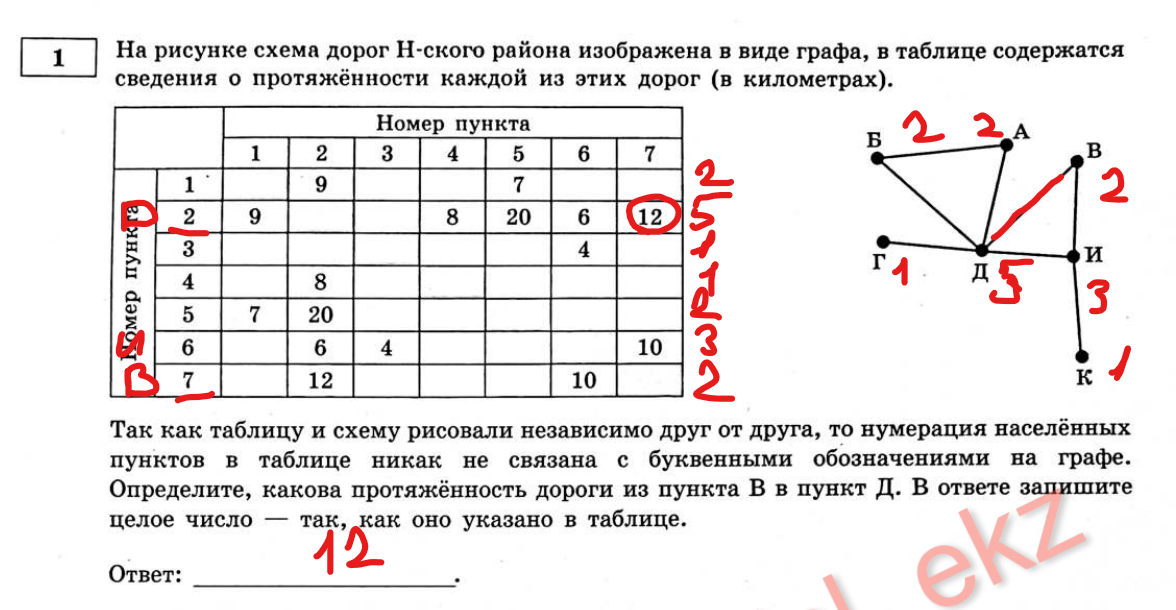 1
На рисунке схема дорог Н-ского района изображена в виде графа, в таблице содержатся
сведения о протяжённости каждой из этих дорог (в километрах).
Номер пункта
1 2 3 4 5 6 7
Номер пункта
1 9 7 2
D 2 9 8 20 6 12 5
3 4 1
4 8 1
5 7 20 2
6 6 4 10 3
В 7 12 10 2
Б 2 2 А
В
2
Г 1 Д 5 И
3
К 1
Так как таблицу и схему рисовали независимо друг от друга, то нумерация населённых
пунктов в таблице никак не связана с буквенными обозначениями на графе.
Определите, какова протяжённость дороги из пункта В в пункт Д. В ответе запишите
целое число — так, как оно указано в таблице.
12
Ответ: .
ekz